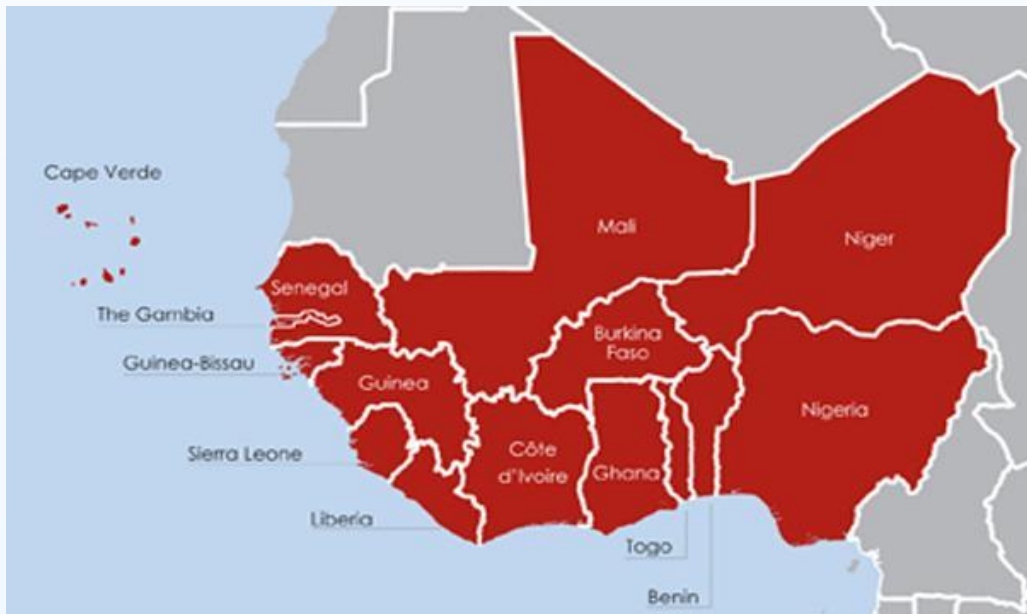 Cape Verde
Mali
Niger
Senegal
The Gambia
Burkina
Faso
Guinea-Bissau
Guinea
Nigeria
Côte
d'Ivoire
Sierra Leone
Ghana
Liberia
Togo
Benin